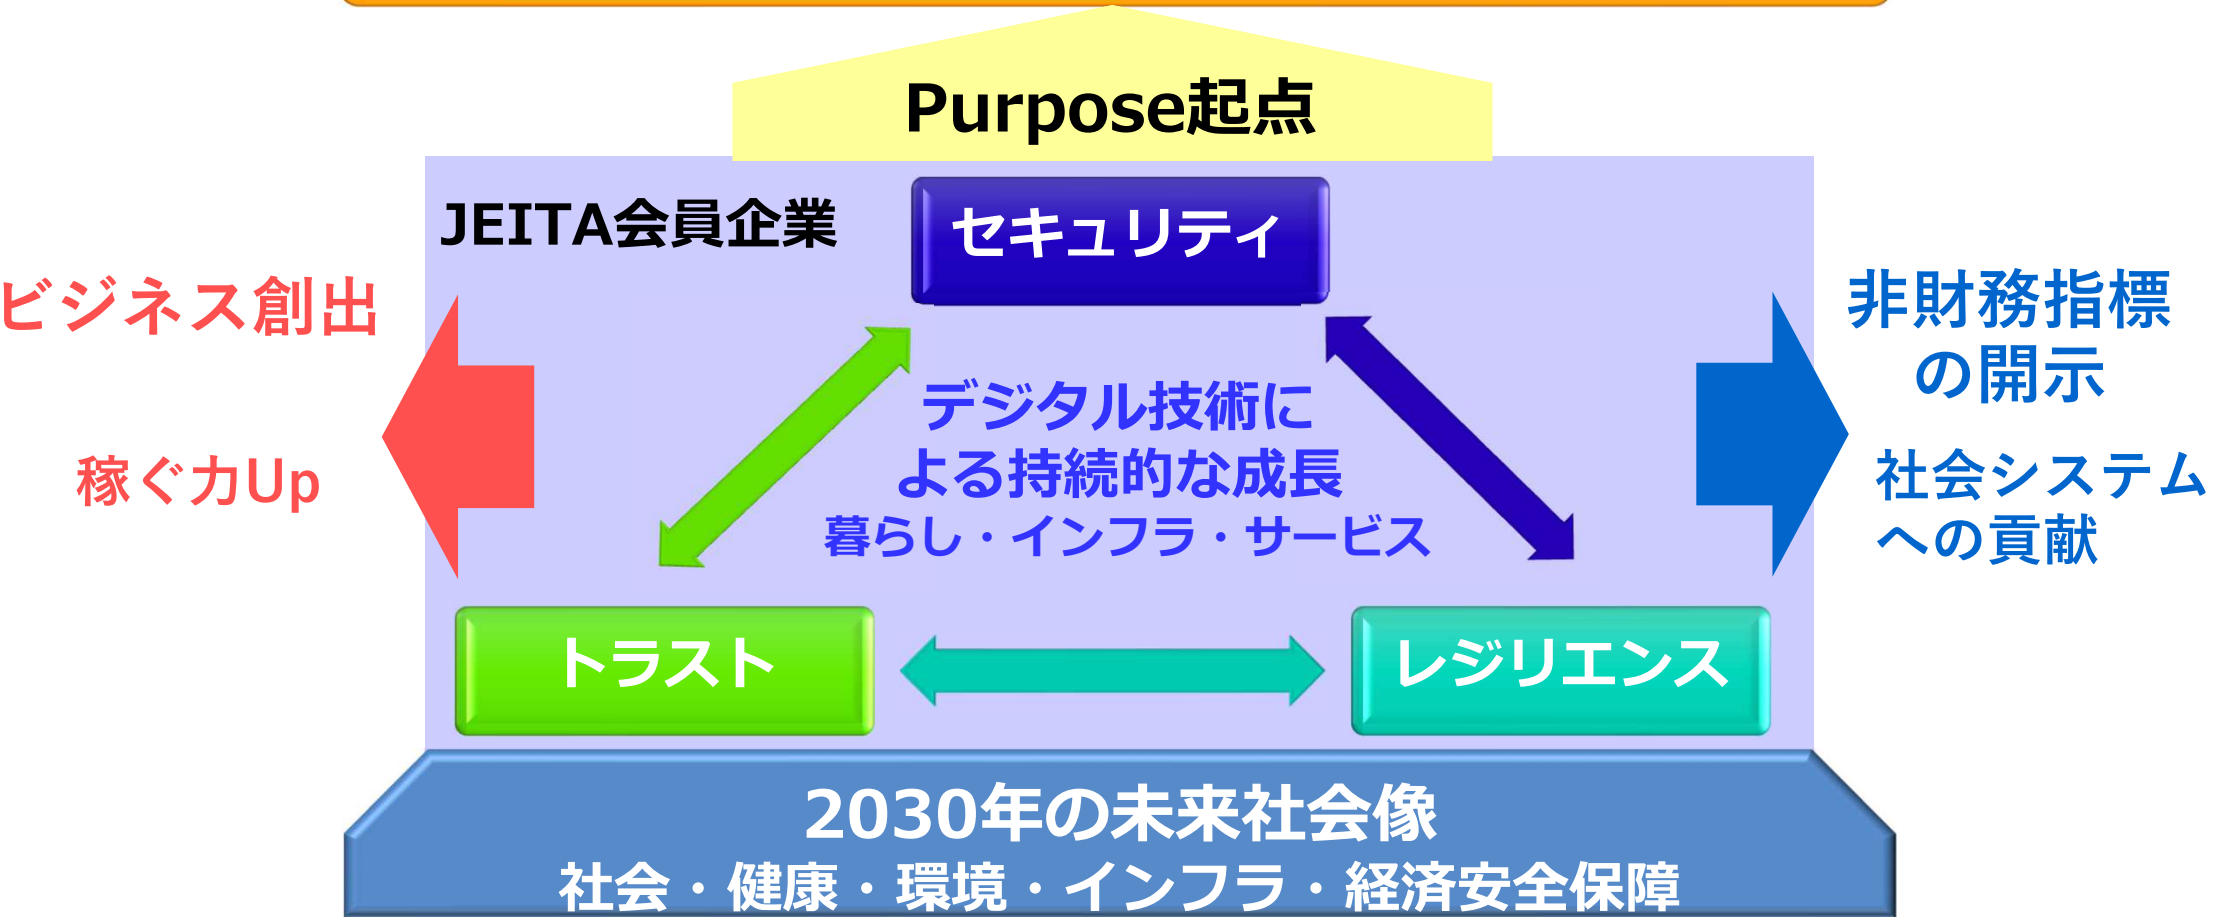 Purpose起点
JEITA会員企業
セキュリティ
ビジネス創出
稼ぐ力Up
デジタル技術に
よる持続的な成長
暮らし・インフラ・サービス
非財務指標
の開示
社会システム
への貢献
トラスト
レジリエンス
2030年の未来社会像
社会・健康・環境・インフラ・経済安全保障